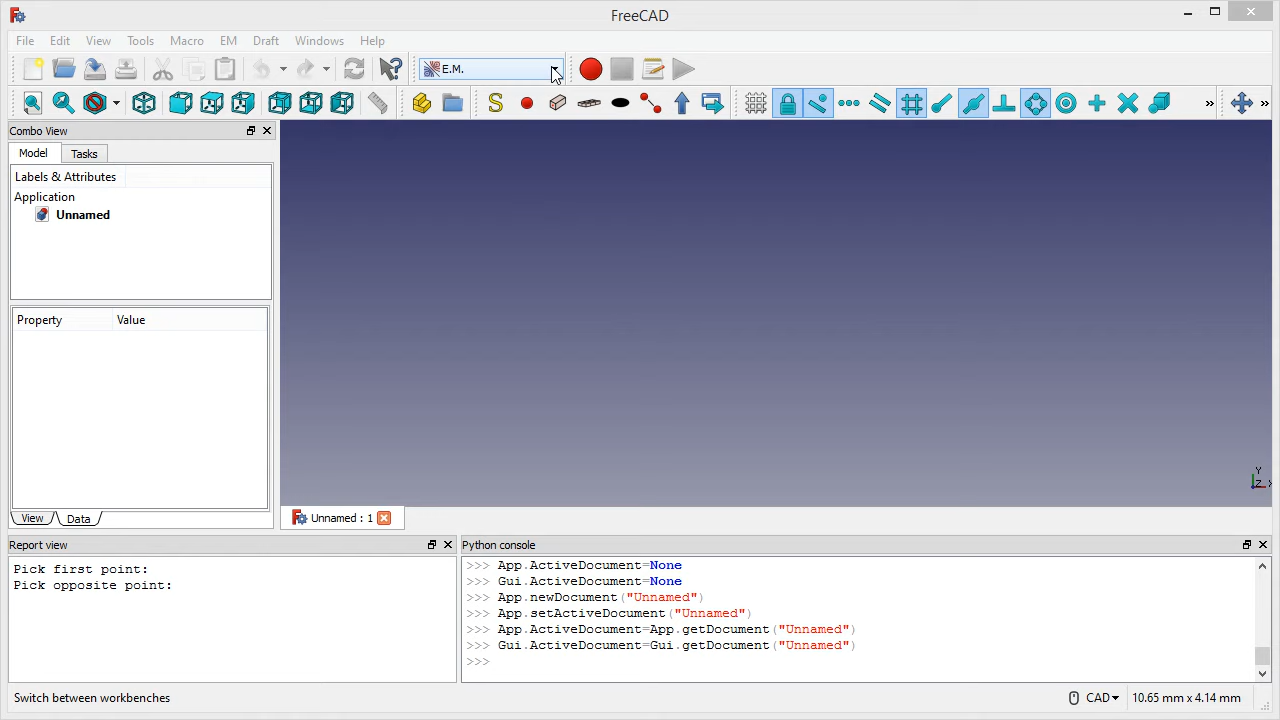 FreeCAD
File Edit View Tools Macro EM Draft Windows Help
E.M.
S
»
»
Combo View
Model Tasks
Labels & Attributes
Application
Unnamed
Property Value
View Data
Y
Z X
Unnamed : 1
Report view
Pick first point:
Pick opposite point:
Python console
>>> App.ActiveDocument=None
>>> Gui.ActiveDocument=None
>>> App.newDocument("Unnamed")
>>> App.setActiveDocument("Unnamed")
>>> App.ActiveDocument=App.getDocument("Unnamed")
>>> Gui.ActiveDocument=Gui.getDocument("Unnamed")
>>>
Switch between workbenches
CAD
10.65 mm x 4.14 mm